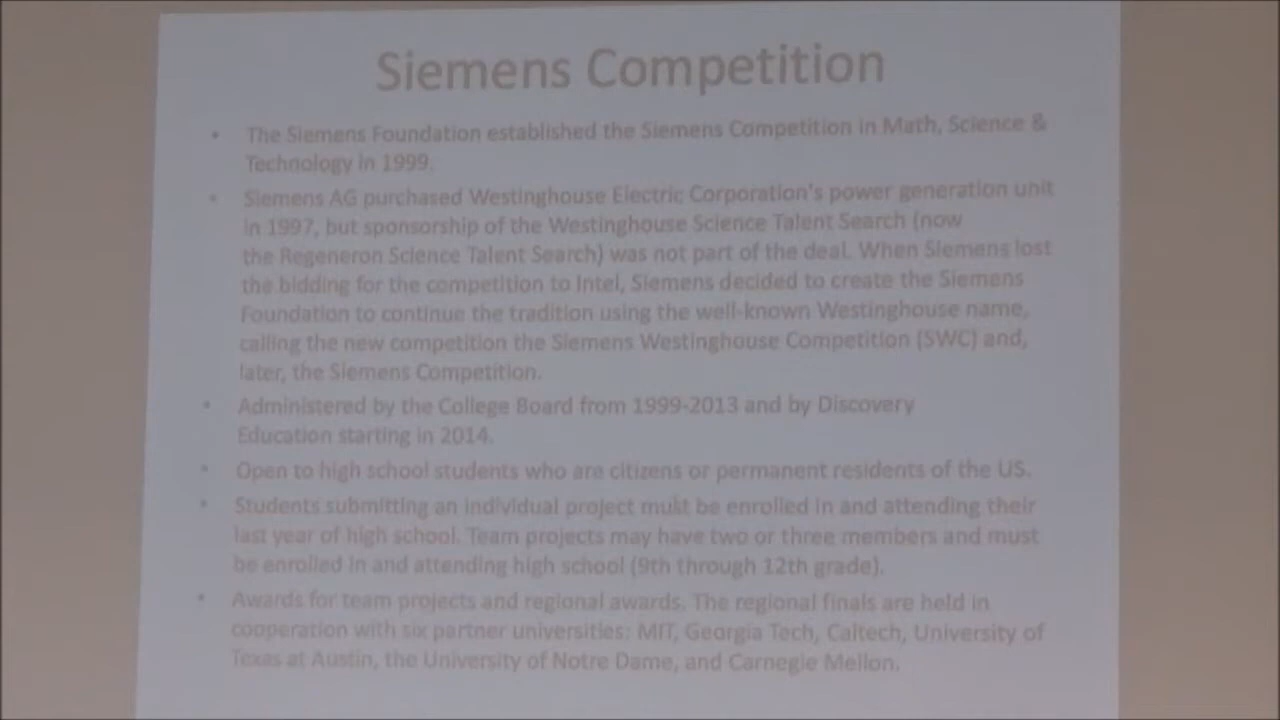 Siemens Competition
• The Siemens Foundation established the Siemens Competition in Math, Science &
Technology in 1999.
• Siemens AG purchased Westinghouse Electric Corporation's power generation unit
in 1997, but sponsorship of the Westinghouse Science Talent Search (now
the Regeneron Science Talent Search) was not part of the deal. When Siemens lost
the bidding for the competition to Intel, Siemens decided to create the Siemens
Foundation to continue the tradition using the well-known Westinghouse name,
calling the new competition the Siemens Westinghouse Competition (SWC) and,
later, the Siemens Competition.
• Administered by the College Board from 1999-2013 and by Discovery
Education starting in 2014.
• Open to high school students who are citizens or permanent residents of the US.
• Students submitting an individual project must be enrolled in and attending their
last year of high school. Team projects may have two or three members and must
be enrolled in and attending high school (9th through 12th grade).
• Awards for team projects and regional awards. The regional finals are held in
cooperation with six partner universities: MIT, Georgia Tech, Caltech, University of
Texas at Austin, the University of Notre Dame, and Carnegie Mellon.